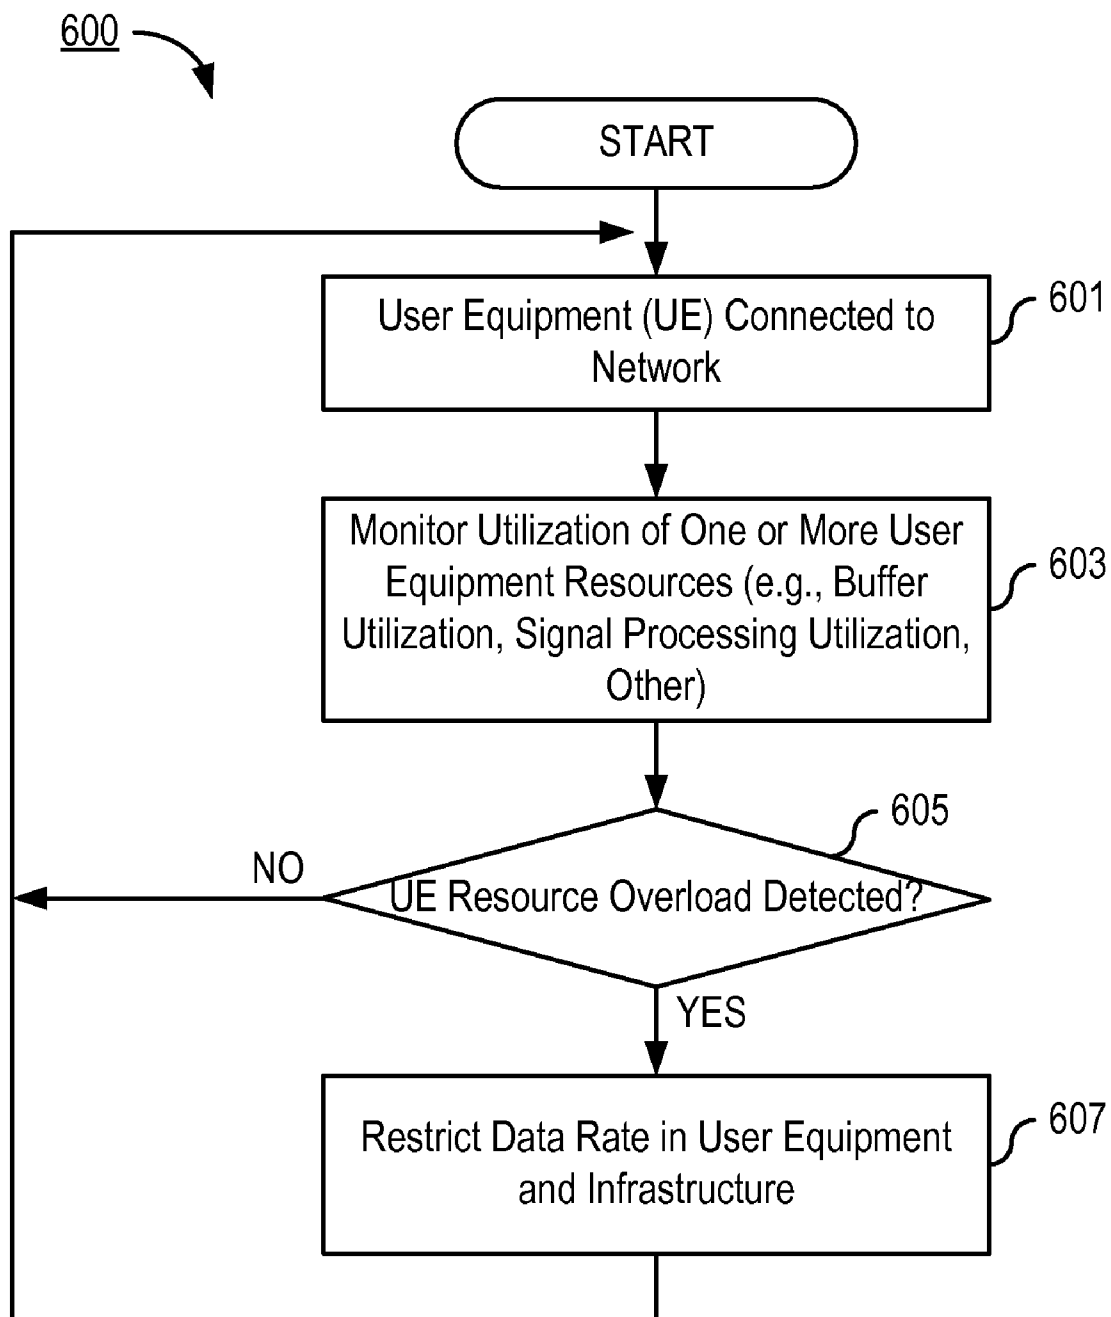 600
START
User Equipment (UE) Connected to
Network
601
Monitor Utilization of One or More User
Equipment Resources (e.g., Buffer
Utilization, Signal Processing Utilization,
Other)
603
605
NO
UE Resource Overload Detected?
YES
Restrict Data Rate in User Equipment
and Infrastructure
607